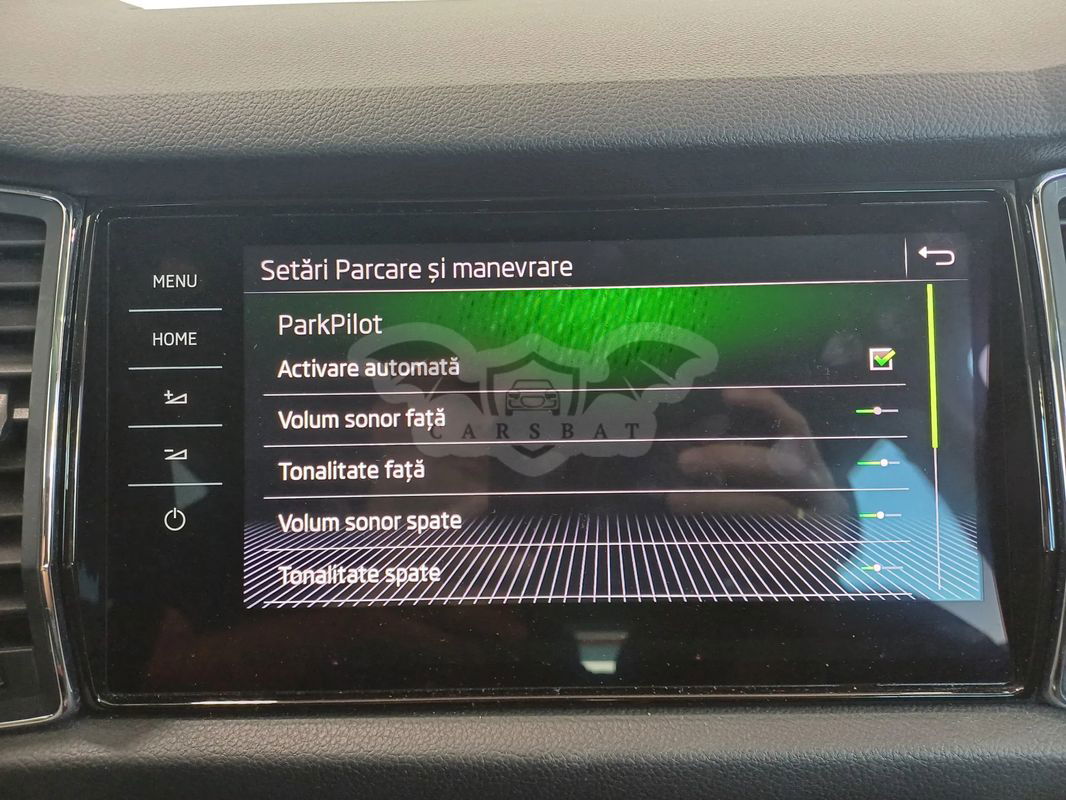 Setări Parcare și manevrare
MENU
ParkPilot
HOME
Activare automată
Volum sonor față
CARSBAT
Tonalitate față
Volum sonor spate
Tonalitate spate